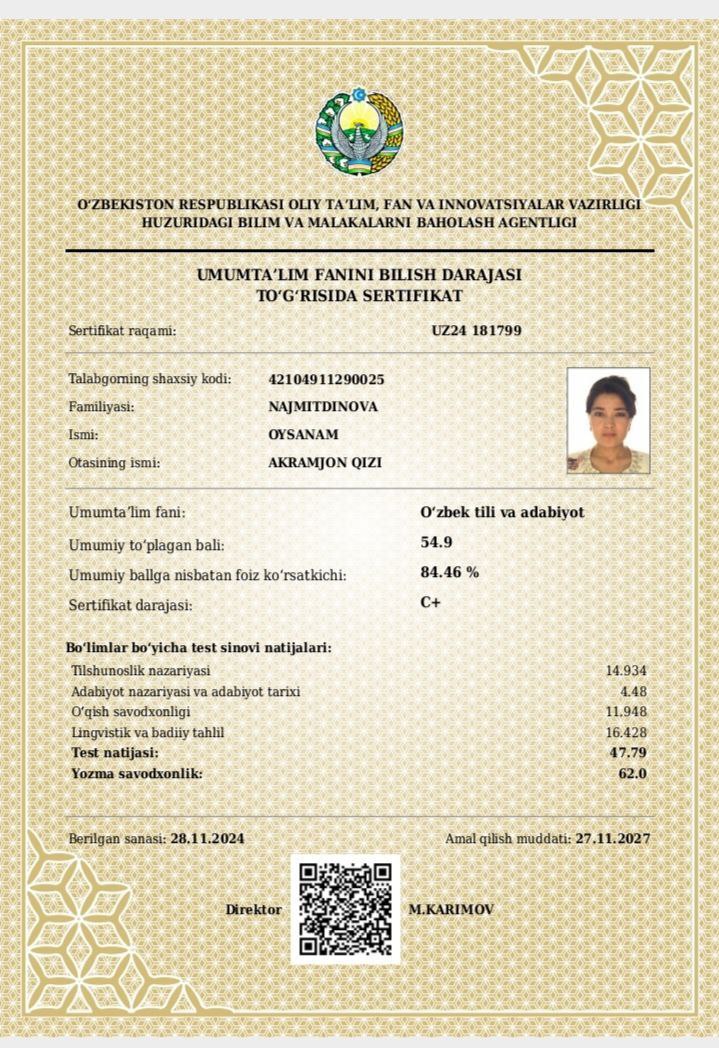 O‘ZBEKISTON RESPUBLIKASI OLIY TA’LIM, FAN VA INNOVATSIYALAR VAZIRLIGI
HUZURIDAGI BILIM VA MALAKALARNI BAHOLASH AGENTLIGI
UMUMTA’LIM FANINI BILISH DARAJASI
TO‘G‘RISIDA SERTIFIKAT
Sertifikat raqami: UZ24 181799
Talabgorning shaxsiy kodi: 42104911290025
Familiyasi: NAJMITDINOVA
Ismi: OYSANAM
Otasining ismi: AKRAMJON QIZI
Umumta’lim fani: O‘zbek tili va adabiyot
Umumiy to‘plagan bali: 54.9
Umumiy ballga nisbatan foiz ko‘rsatkichi: 84.46 %
Sertifikat darajasi: C+
Bo‘limlar bo‘yicha test sinovi natijalari:
Tilshunoslik nazariyasi 14.934
Adabiyot nazariyasi va adabiyot tarixi 4.48
O‘qish savodxonligi 11.948
Lingvistik va badiiy tahlil 16.428
Test natijasi: 47.79
Yozma savodxonlik: 62.0
Berilgan sanasi: 28.11.2024 Amal qilish muddati: 27.11.2027
Direktor M.KARIMOV